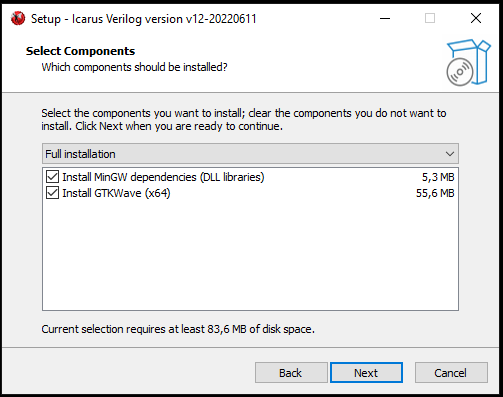 Setup - Icarus Verilog version v12-20220611
Select Components
Which components should be installed?
Select the components you want to install; clear the components you do not want to
install. Click Next when you are ready to continue.
Full installation
Install MinGW dependencies (DLL libraries) 5,3 MB
Install GTKWave (x64) 55,6 MB
Current selection requires at least 83,6 MB of disk space.
Back Next Cancel